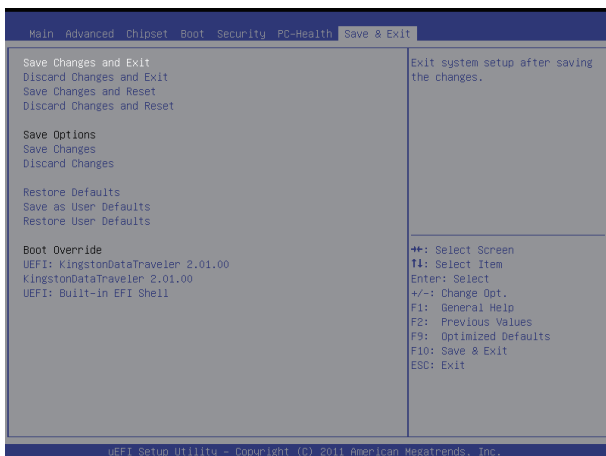 Main Advanced Chipset Boot Security PC-Health Save & Exit
Save Changes and Exit
Discard Changes and Exit
Save Changes and Reset
Discard Changes and Reset
Save Options
Save Changes
Discard Changes
Restore Defaults
Save as User Defaults
Restore User Defaults
Boot Override
UEFI: KingstonDataTraveler 2.01.00
KingstonDataTraveler 2.01.00
UEFI: Built-in EFI Shell
Exit system setup after saving
the changes.
↔: Select Screen
↑↓: Select Item
Enter: Select
+/-: Change Opt.
F1: General Help
F2: Previous Values
F9: Optimized Defaults
F10: Save & Exit
ESC: Exit
uEFI Setup Utility - Copyright (C) 2011 American Megatrends, Inc.